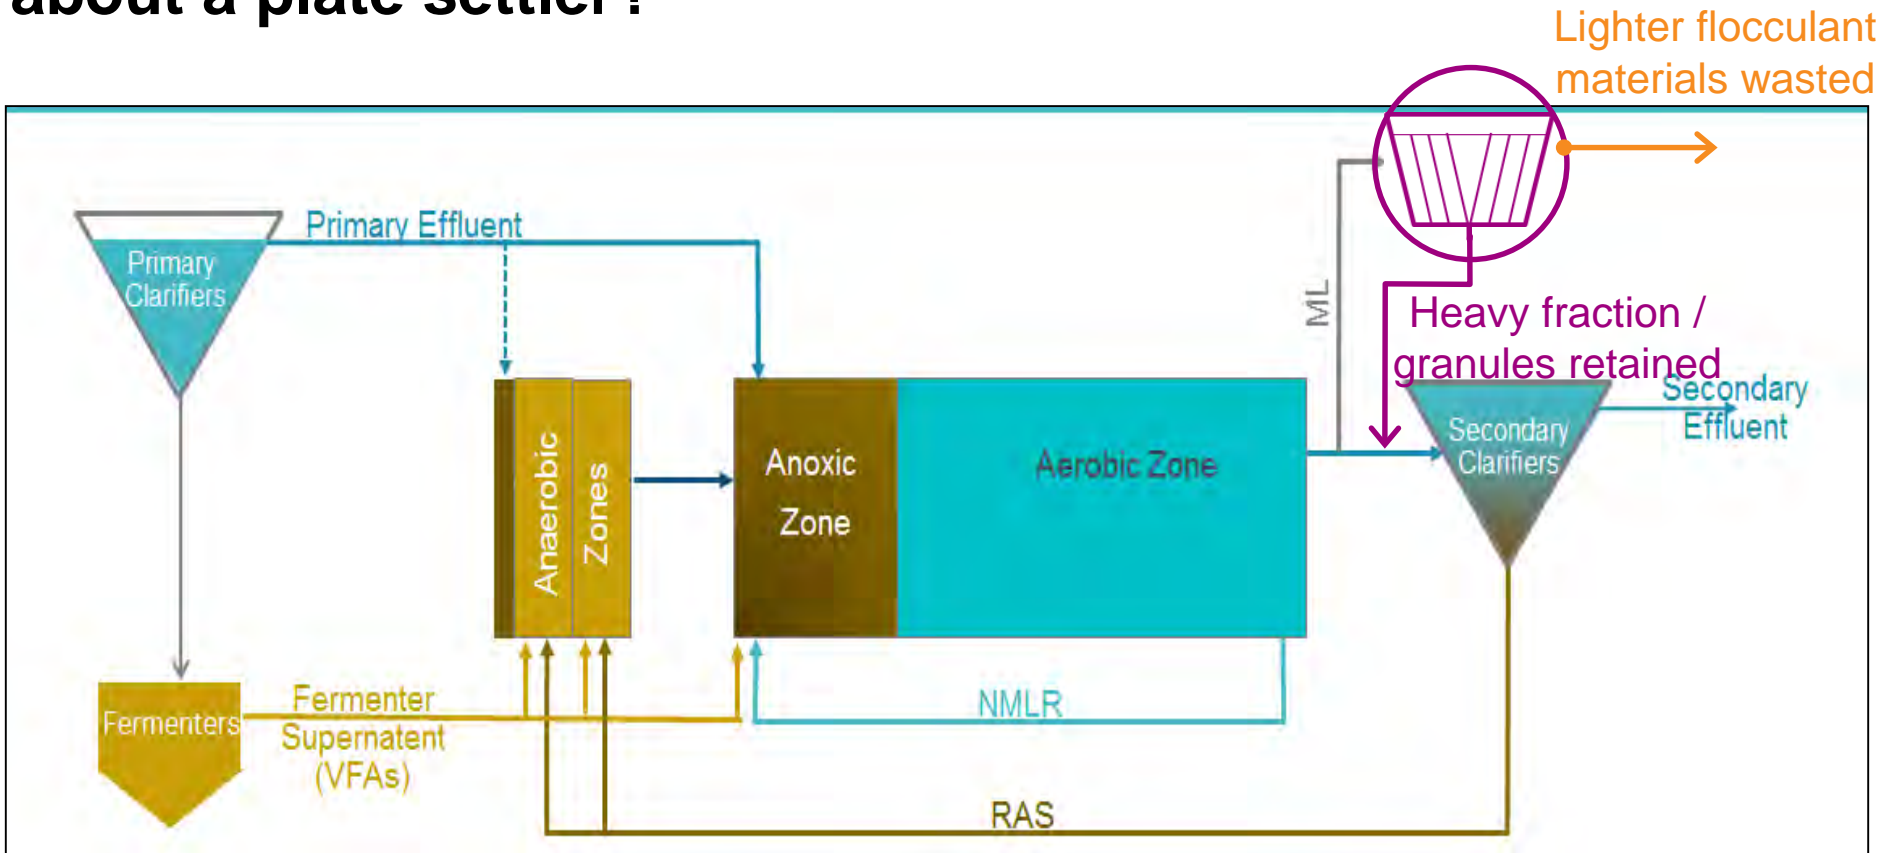 about a plate settler?
Lighter flocculant
materials wasted
Primary Effluent
Primary
Clarifiers
ML
Heavy fraction /
granules retained
Secondary
Effluent
Secondary
Clarifiers
Anaerobic
Zones
Anoxic
Zone
Aerobic Zone
Fermenters
Fermenter
Supernatent
(VFAs)
NMLR
RAS